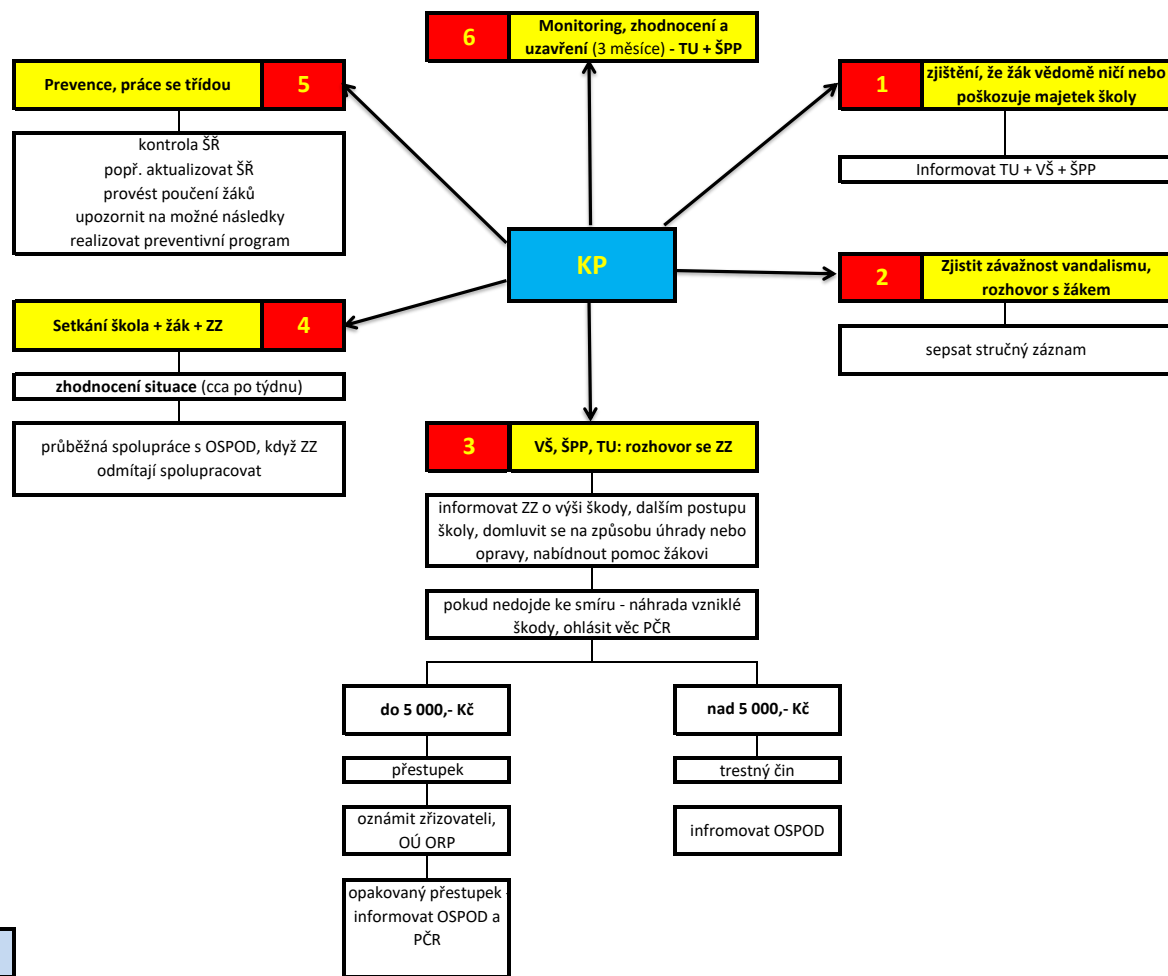 6
Monitoring, zhodnocení a
uzavření (3 měsíce) - TU + ŠPP
Prevence, práce se třídou
5
kontrola ŠŘ
popř. aktualizovat ŠŘ
provést poučení žáků
upozornit na možné následky
realizovat preventivní program
1
zjištění, že žák vědomě ničí nebo
poškozuje majetek školy
Informovat TU + VŠ + ŠPP
KP
2
Zjistit závažnost vandalismu,
rozhovor s žákem
sepsat stručný záznam
Setkání škola + žák + ZZ
4
zhodnocení situace (cca po týdnu)
průběžná spolupráce s OSPOD, když ZZ
odmítají spolupracovat
3
VŠ, ŠPP, TU: rozhovor se ZZ
informovat ZZ o výši škody, dalším postupu
školy, domluvit se na způsobu úhrady nebo
opravy, nabídnout pomoc žákovi
pokud nedojde ke smíru - náhrada vzniklé
škody, ohlásit věc PČR
do 5 000,- Kč
přestupek
oznámit zřizovateli,
OÚ ORP
opakovaný přestupek -
informovat OSPOD a
PČR
nad 5 000,- Kč
trestný čin
infromovat OSPOD